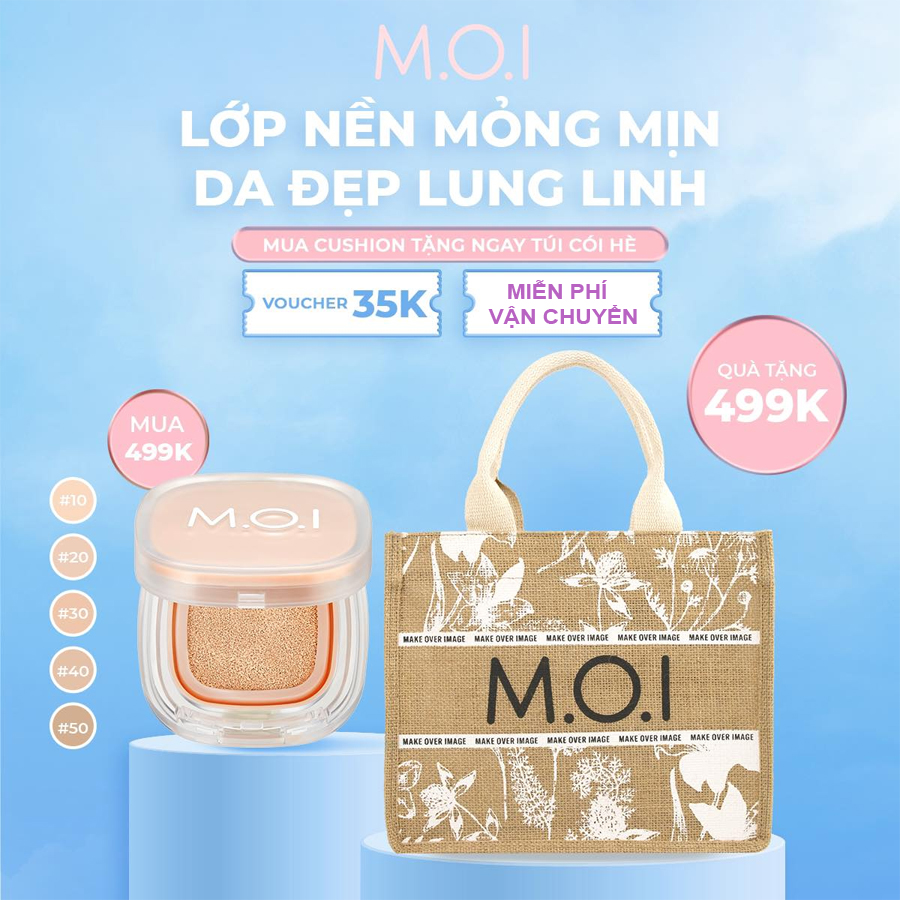 M.O.I
LỚP NỀN MỎNG MỊN
DA ĐẸP LUNG LINH
MUA CUSHION TẶNG NGAY TÚI CÓI HÈ
VOUCHER 35K
MIỄN PHÍ
VẬN CHUYỂN
QUÀ TẶNG
499K
MUA
499K
#10
#20
#30
#40
#50
M.O.I
MAKE OVER IMAGE MAKE OVER IMAGE MAKE OVER IMAGE MAKE OVER IMAGE MAKE OVER IMAGE
M.O.I
MAKE OVER IMAGE MAKE OVER IMAGE MAKE OVER IMAGE MAKE OVER IMAGE MAKE OVER IMAGE